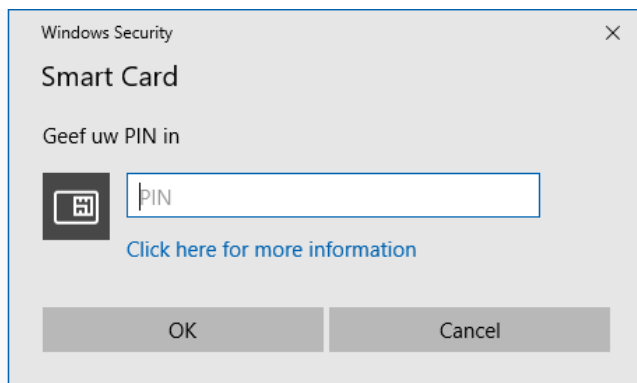 Windows Security
Smart Card
Geef uw PIN in
PIN
Click here for more information
OK
Cancel